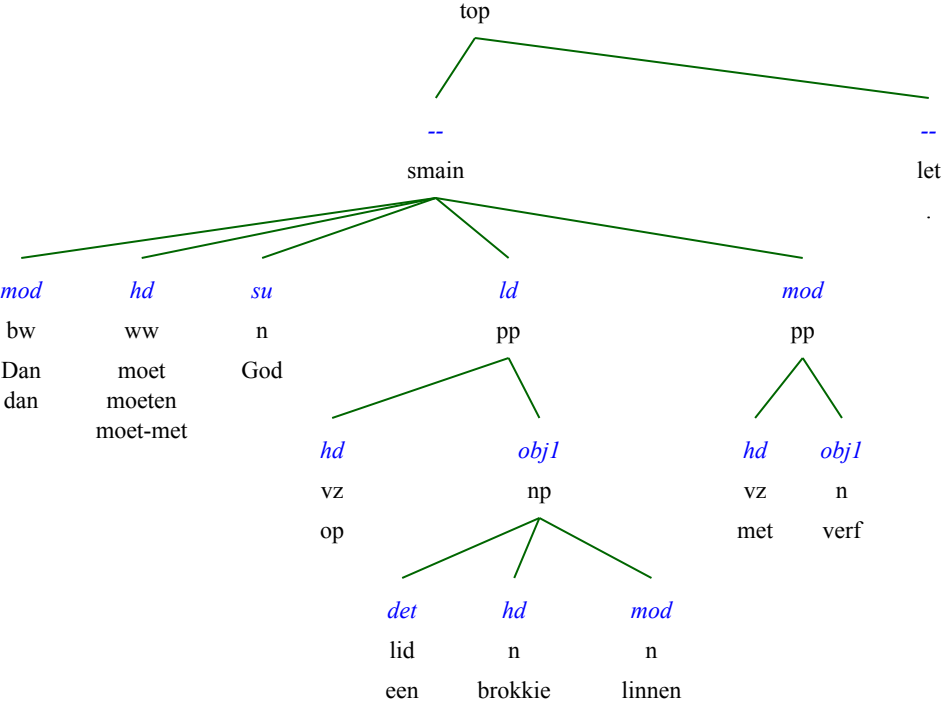 top
-- --
smain let
.
mod hd su ld mod
bw ww n pp pp
Dan moet God
dan moeten
moet-met
hd obj1 hd obj1
vz np vz n
op met verf
det hd mod
lid n n
een brokkie linnen